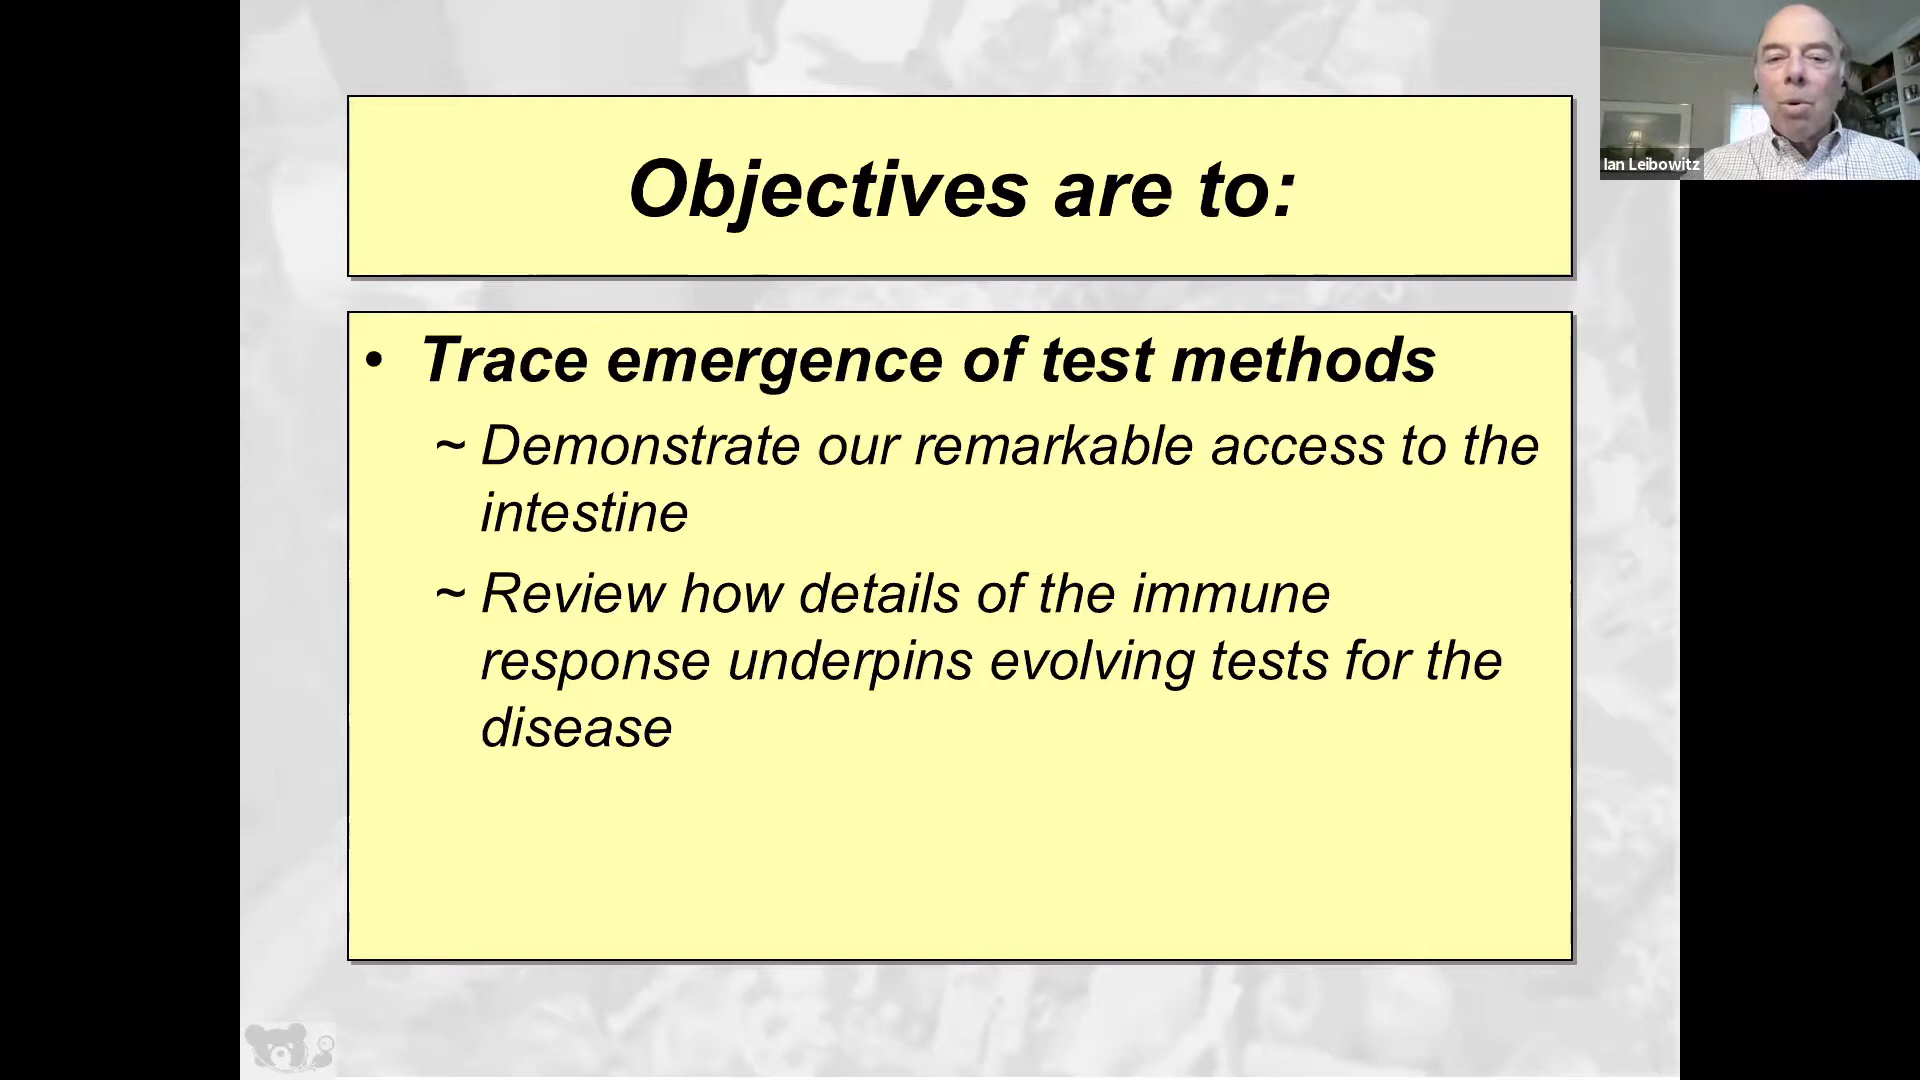 Objectives are to:
• Trace emergence of test methods
~ Demonstrate our remarkable access to the
intestine
~ Review how details of the immune
response underpins evolving tests for the
disease
Ian Leibowitz